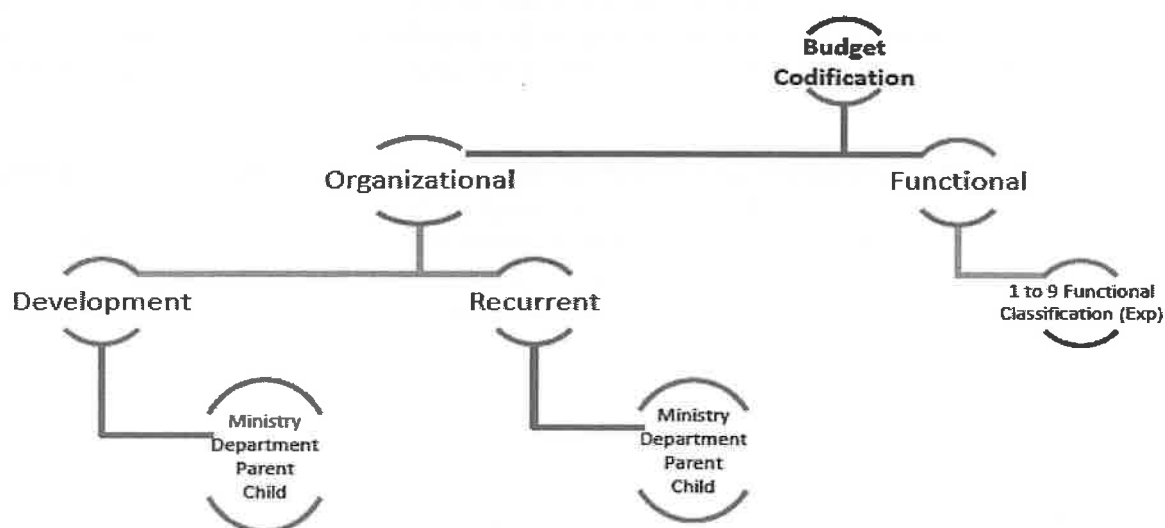 Budget
Codification
Organizational
Functional
Development
Recurrent
1 to 9 Functional
Classification (Exp)
Ministry
Department
Parent
Child
Ministry
Department
Parent
Child